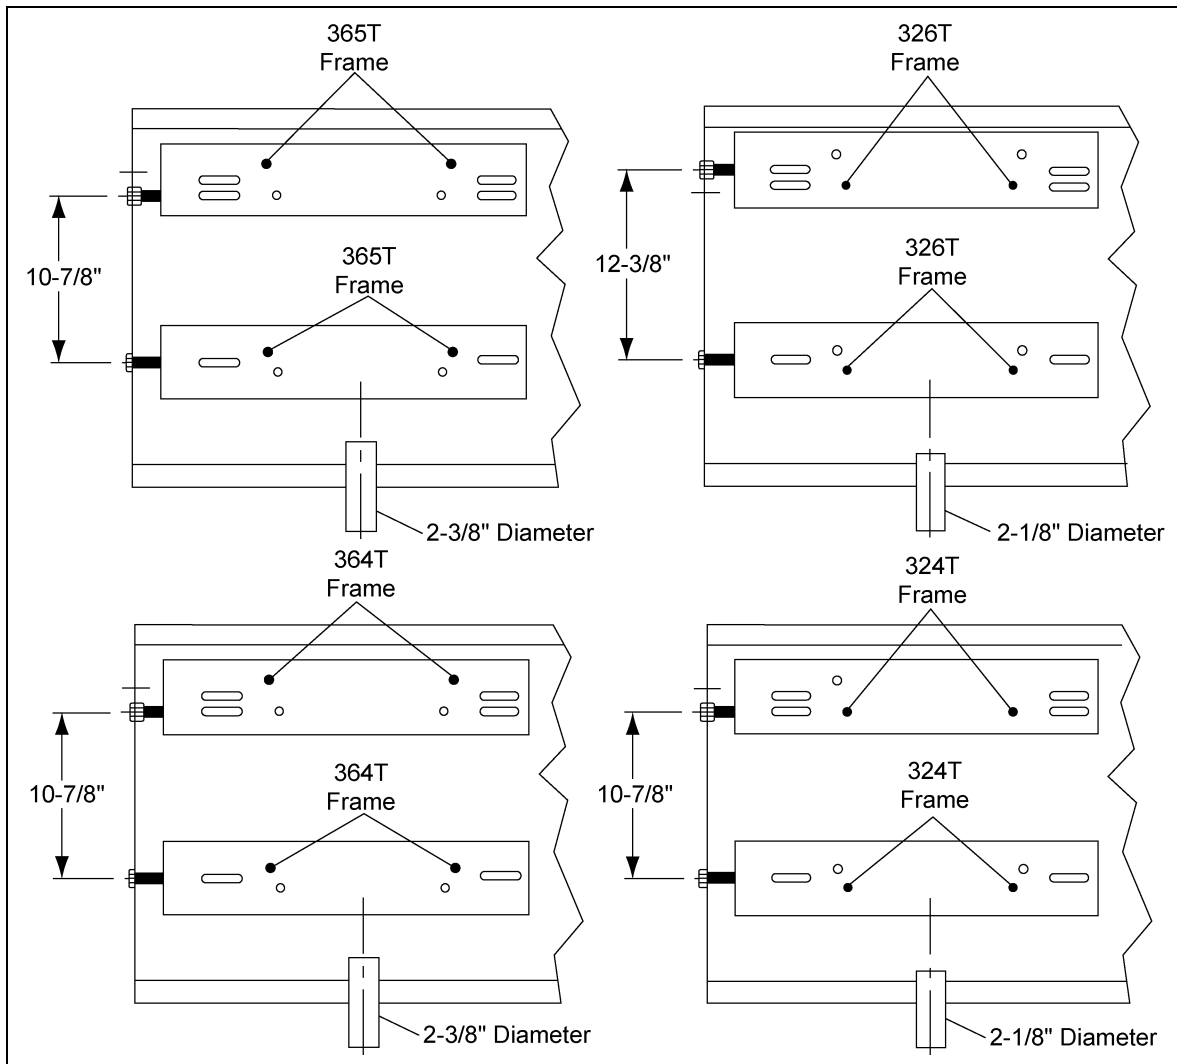 365T
Frame
10-7/8"
365T
Frame
2-3/8" Diameter
326T
Frame
12-3/8"
326T
Frame
2-1/8" Diameter
364T
Frame
10-7/8"
364T
Frame
2-3/8" Diameter
324T
Frame
10-7/8"
324T
Frame
2-1/8" Diameter